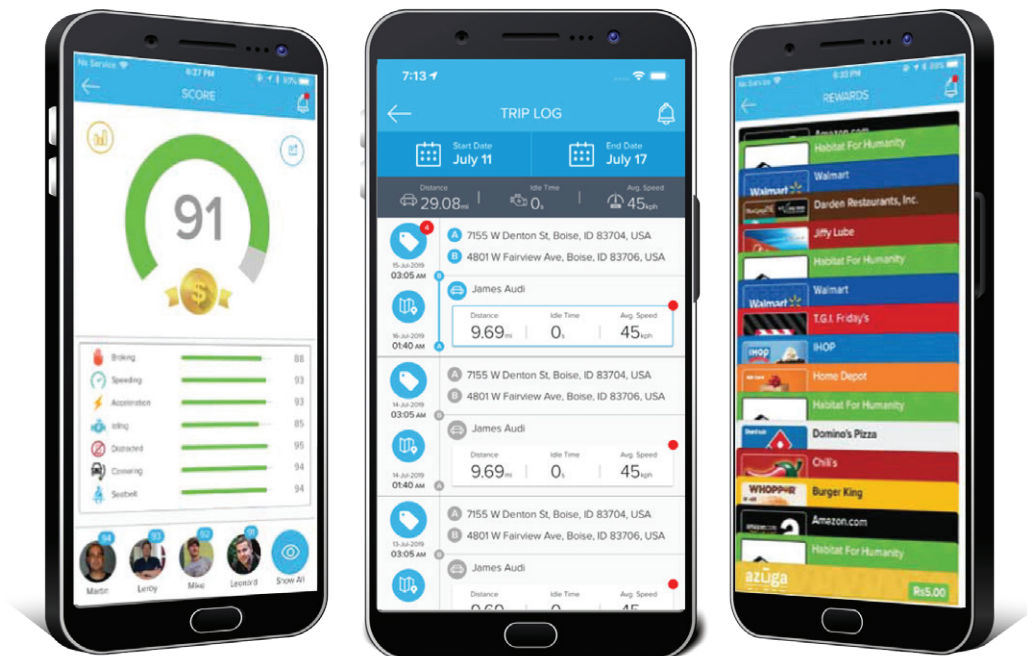 No Service
6:27 PM
SCORE
91
Braking 88
Speeding 93
Acceleration 93
Idling 85
Distracted 95
Cornering 94
Seatbelt 94
94 93 92 91
Martin Leroy Mike Leonard Show All
7:13
TRIP LOG
Start Date
July 11
End Date
July 17
Distance
29.08mi
Idle Time
0s
Avg. Speed
45kph
4
15-Jul-2019
03:05 AM
A 7155 W Denton St, Boise, ID 83704, USA
B 4801 W Fairview Ave, Boise, ID 83706, USA
B
James Audi
Distance Idle Time Avg. Speed
9.69mi 0s 45kph
16-Jul-2019
01:40 AM
A
14-Jul-2019
03:05 AM
A 7155 W Denton St, Boise, ID 83704, USA
B 4801 W Fairview Ave, Boise, ID 83706, USA
B
James Audi
Distance Idle Time Avg. Speed
9.69mi 0s 45kph
14-Jul-2019
01:40 AM
A
13-Jul-2019
03:05 AM
A 7155 W Denton St, Boise, ID 83704, USA
B 4801 W Fairview Ave, Boise, ID 83706, USA
B
James Audi
Distance Idle Time Avg. Speed
No Service
6:33 PM
REWARDS
Amazon.com
Habitat For Humanity
Walmart
Walmart
Darden Restaurants, Inc.
Jiffy Lube
Habitat For Humanity
Walmart
Walmart
T.G.I. Friday's
IHOP
IHOP
Home Depot
Habitat For Humanity
Domino's Pizza
Chili's
WHOPPER
Burger King
Amazon.com
Habitat For Humanity
azuga
Rs5.00